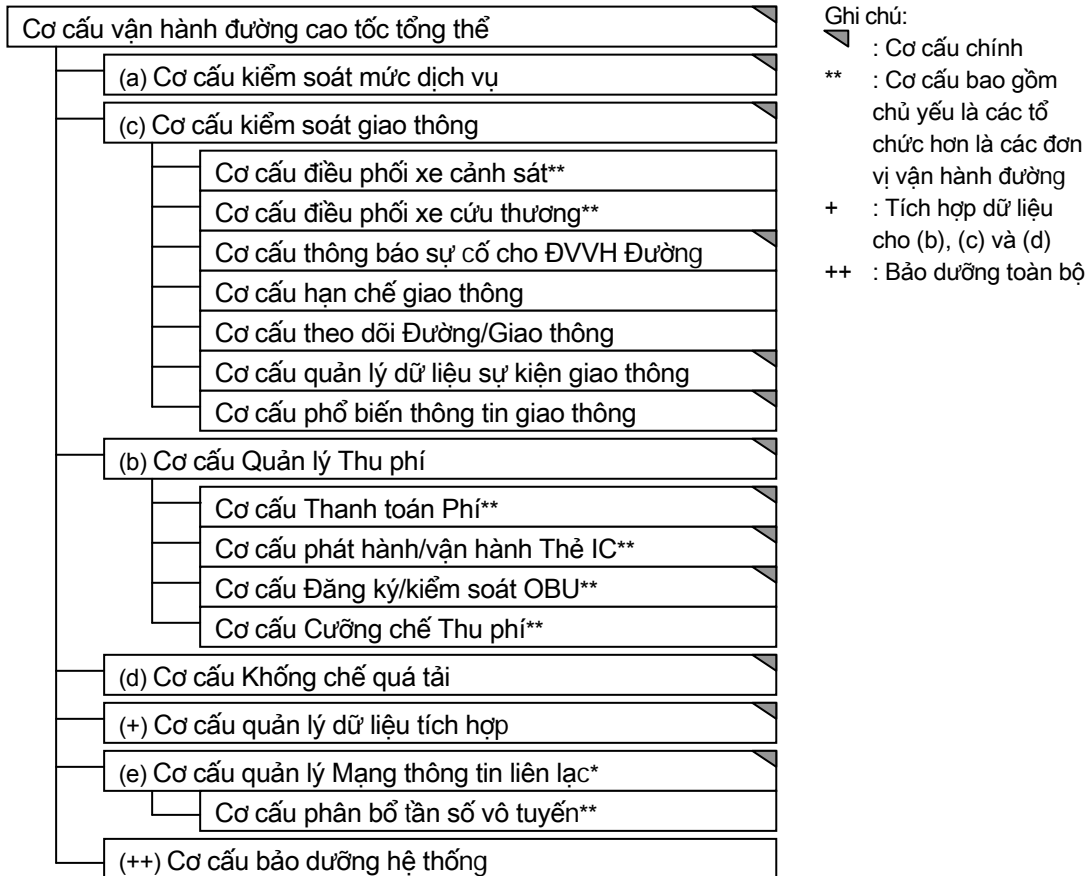 Cơ cấu vận hành đường cao tốc tổng thể
(a) Cơ cấu kiểm soát mức dịch vụ
(c) Cơ cấu kiểm soát giao thông
Cơ cấu điều phối xe cảnh sát**
Cơ cấu điều phối xe cứu thương**
Cơ cấu thông báo sự cố cho ĐVVH Đường
Cơ cấu hạn chế giao thông
Cơ cấu theo dõi Đường/Giao thông
Cơ cấu quản lý dữ liệu sự kiện giao thông
Cơ cấu phổ biến thông tin giao thông
(b) Cơ cấu Quản lý Thu phí
Cơ cấu Thanh toán Phí**
Cơ cấu phát hành/vận hành Thẻ IC**
Cơ cấu Đăng ký/kiểm soát OBU**
Cơ cấu Cưỡng chế Thu phí**
(d) Cơ cấu Khống chế quá tải
(+) Cơ cấu quản lý dữ liệu tích hợp
(e) Cơ cấu quản lý Mạng thông tin liên lạc*
Cơ cấu phân bổ tần số vô tuyến**
(++) Cơ cấu bảo dưỡng hệ thống
Ghi chú:
: Cơ cấu chính
** : Cơ cấu bao gồm
chủ yếu là các tổ
chức hơn là các đơn
vị vận hành đường
+ : Tích hợp dữ liệu
cho (b), (c) và (d)
++ : Bảo dưỡng toàn bộ